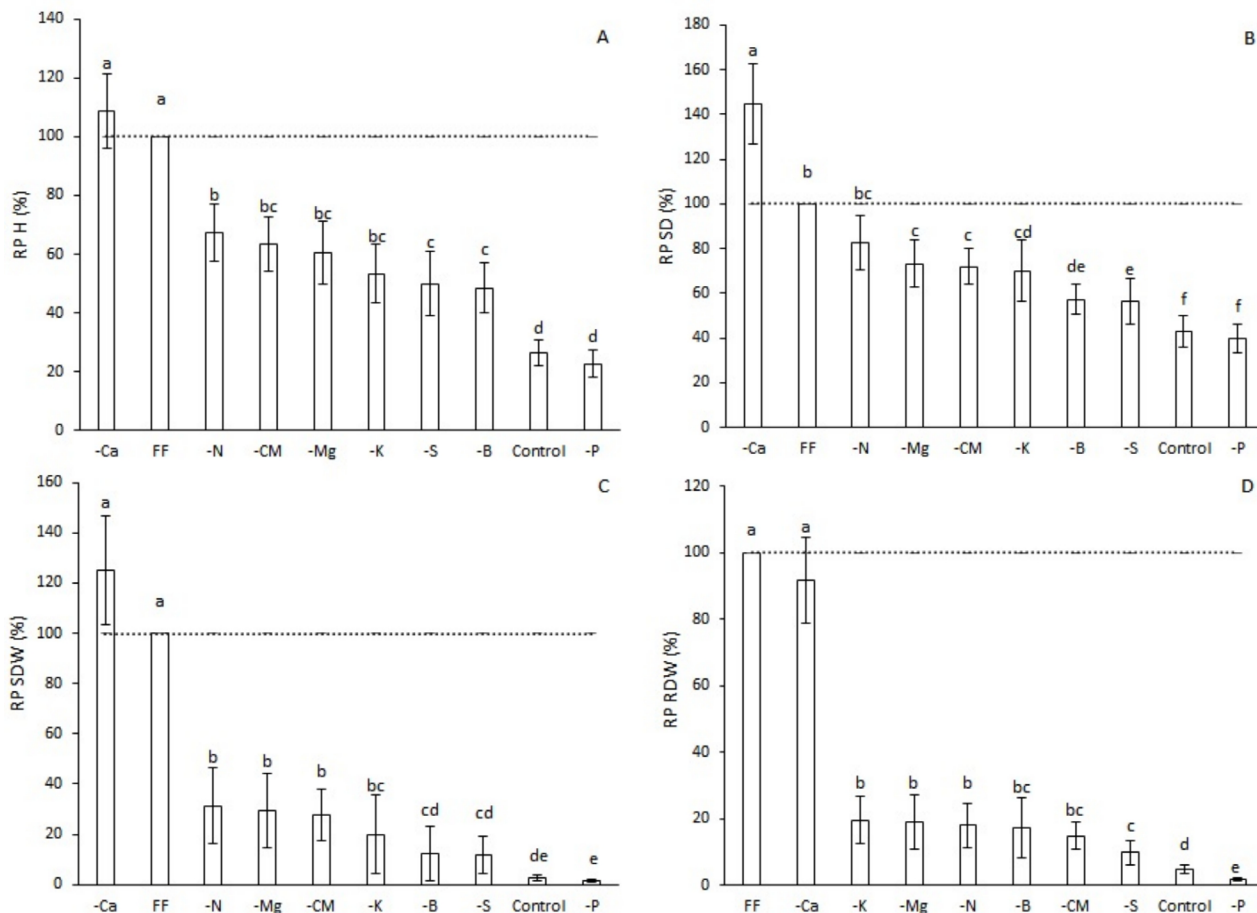 A
RP H (%)
140
120
100
80
60
40
20
0
a
a
b
bc
bc
bc
c
c
d
d
-Ca FF -N -CM -Mg -K -S -B Control -P
B
RP SD (%)
180
160
140
120
100
80
60
40
20
0
a
b
bc
c
c
cd
de
e
f
f
-Ca FF -N -Mg -CM -K -B -S Control -P
C
RP SDW (%)
160
140
120
100
80
60
40
20
0
a
a
b
b
b
bc
cd
cd
de
e
-Ca FF -N -Mg -CM -K -B -S Control -P
D
RP RDW (%)
120
100
80
60
40
20
0
a
a
b
b
b
bc
bc
c
d
e
FF -Ca -K -Mg -N -B -CM -S Control -P